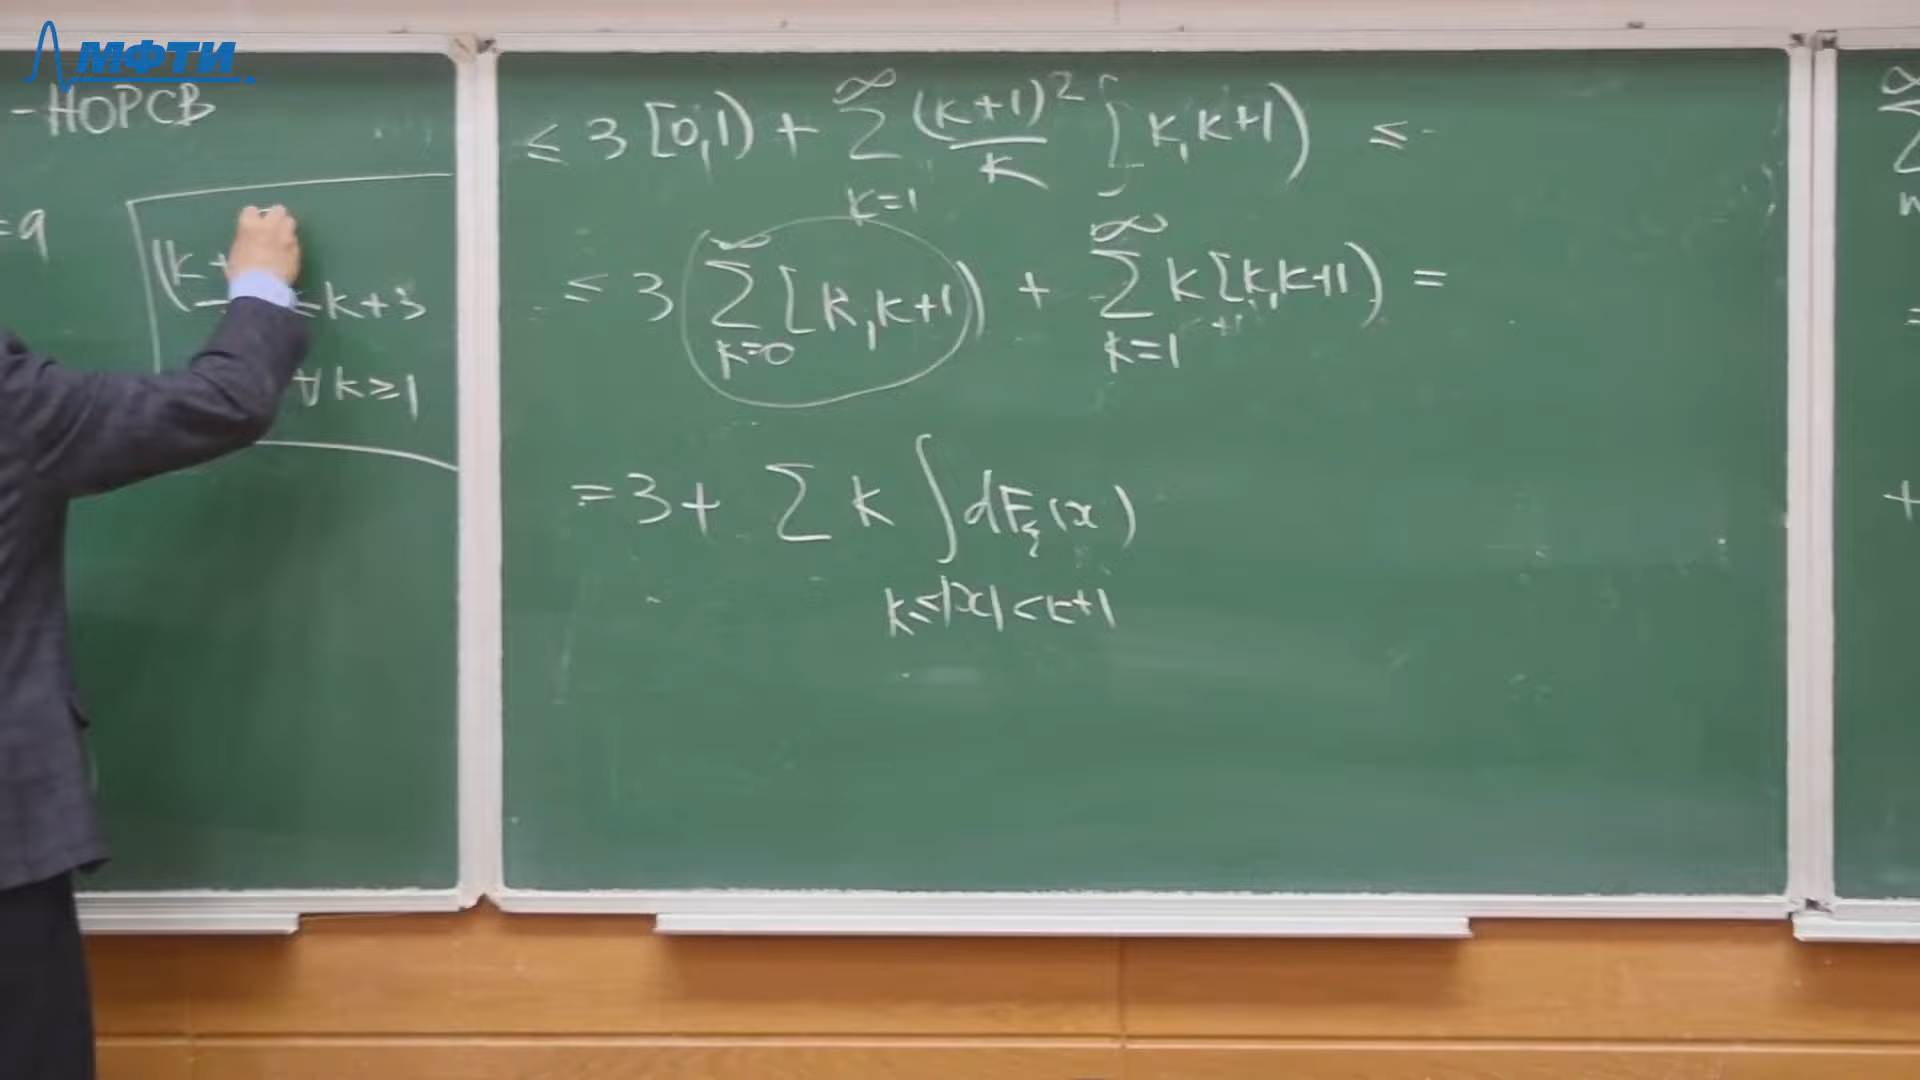 МФТИ
-НОРСВ
=a
(k+
≤k+3
∀k≥1
≤ 3 [0,1) + ∑_{k=1}^{∞} (k+1)²/k [k,k+1) ≤
≤ 3 ∑_{k=0}^{∞} [k,k+1) + ∑_{k=1}^{∞} k [k,k+1) =
= 3 + ∑ k ∫ dF_ξ(x)
k≤|x|<k+1
∞
∑
=
+